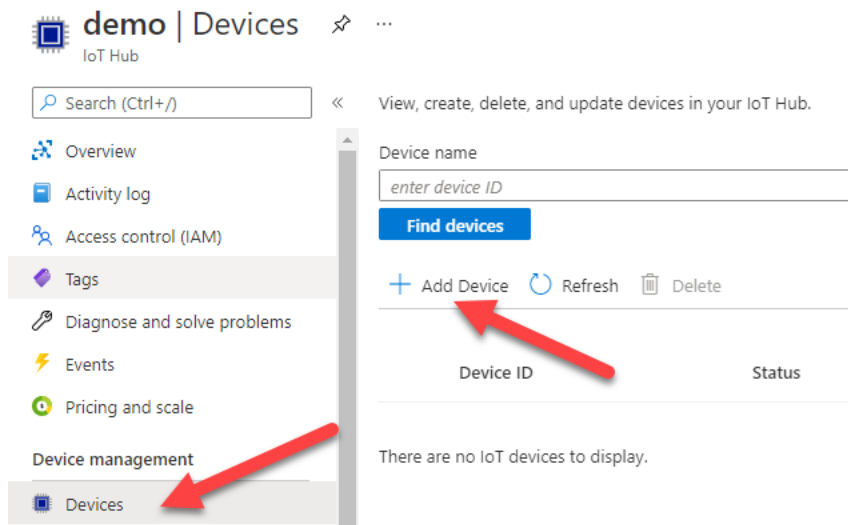 demo | Devices
IoT Hub
Search (Ctrl+/)
Overview
Activity log
Access control (IAM)
Tags
Diagnose and solve problems
Events
Pricing and scale
Device management
Devices
View, create, delete, and update devices in your IoT Hub.
Device name
enter device ID
Find devices
Add Device Refresh Delete
Device ID Status
There are no IoT devices to display.